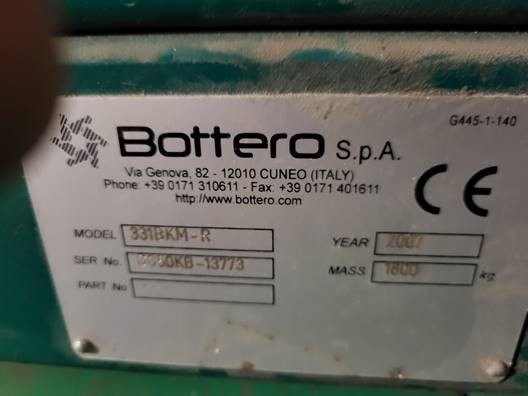 G445-1-140
Bottero S.p.A.
Via Genova, 82 - 12010 CUNEO (ITALY)
Phone: +39 0171 310611 - Fax: +39 0171 401611
http://www.bottero.com
CE
MODEL 331BKM-R
YEAR 2007
SER No.
MASS 1800 kg
PART No